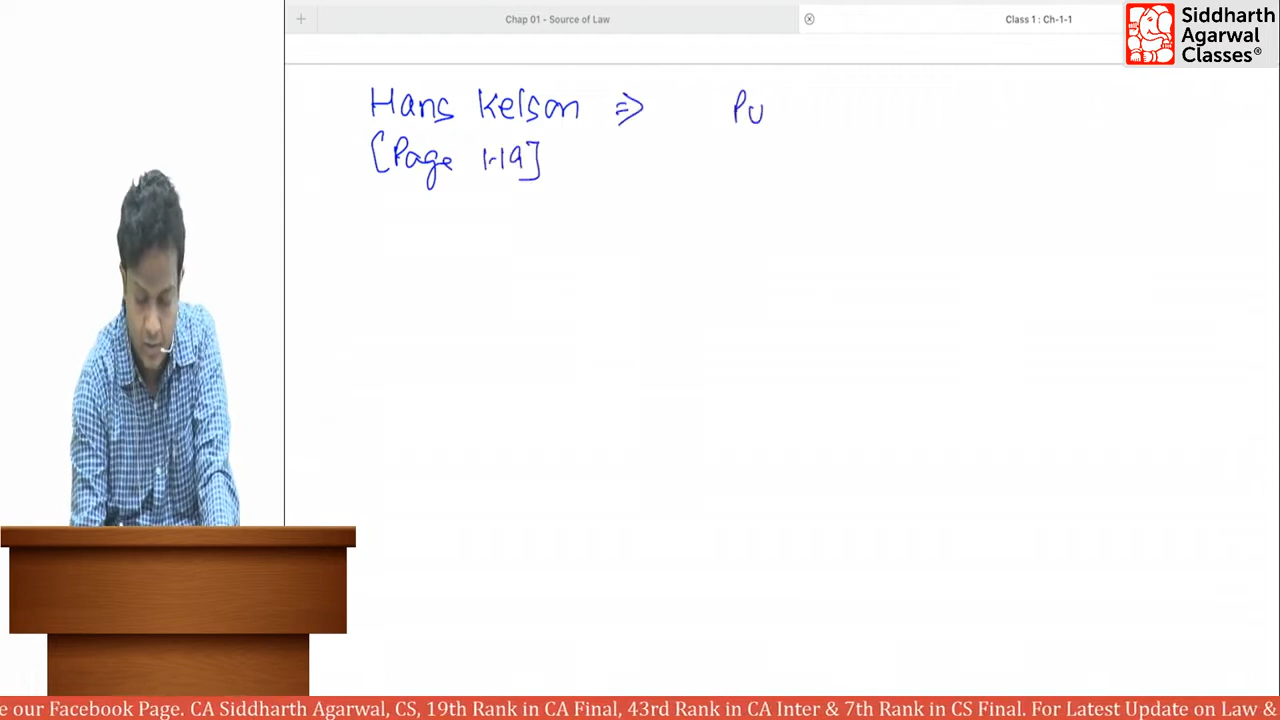 Chap 01 - Source of Law
Class 1 : Ch-1-1
Siddharth
Agarwal
Classes®
Hans Kelson ⇒ Pu
[Page 1.19]
e our Facebook Page. CA Siddharth Agarwal, CS, 19th Rank in CA Final, 43rd Rank in CA Inter & 7th Rank in CS Final. For Latest Update on Law &